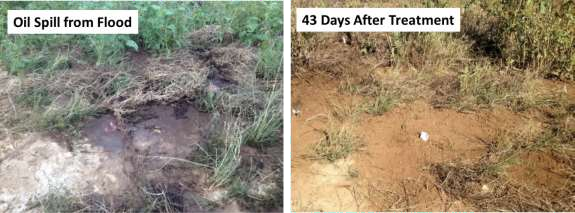 Oil Spill from Flood
43 Days After Treatment